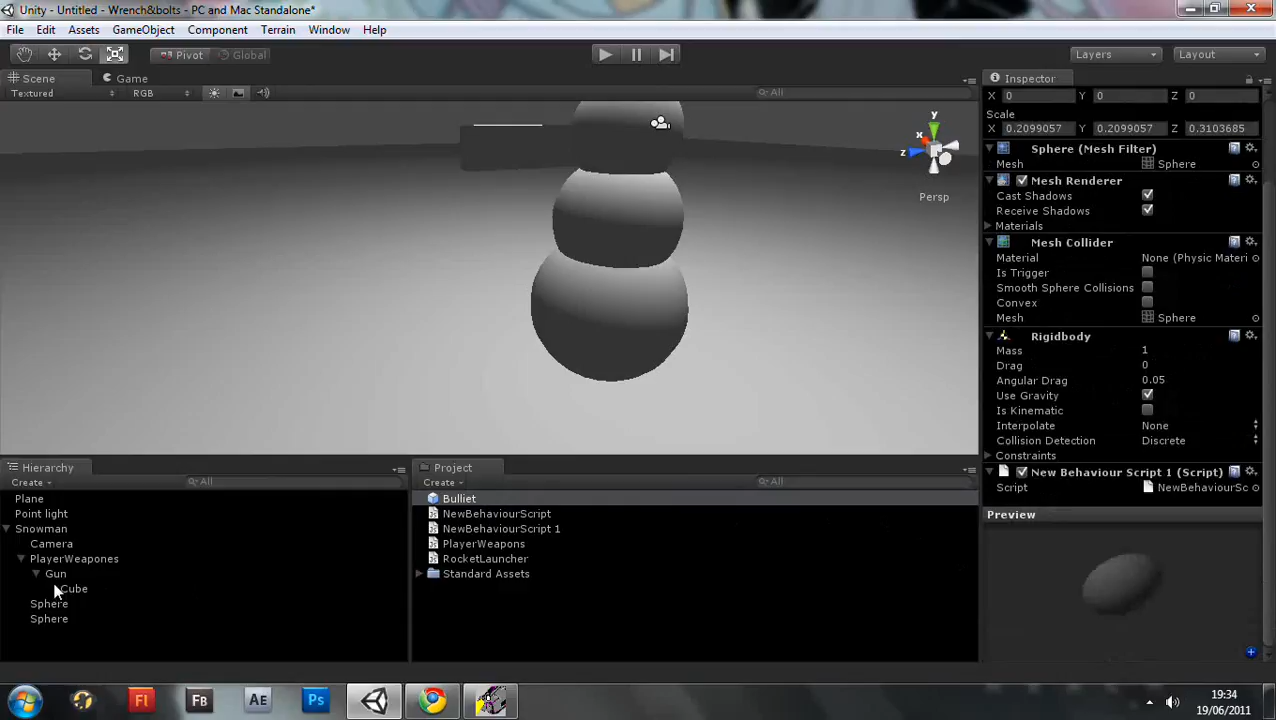 Unity - Untitled - Wrench&bolts - PC and Mac Standalone*
File Edit Assets GameObject Component Terrain Window Help
Pivot Global Layers Layout
Scene Game Inspector
Textured RGB All
X 0 Y 0 Z 0
Scale
X 0.2099057 Y 0.2099057 Z 0.3103685
y
x
z
Persp
Sphere (Mesh Filter)
Mesh Sphere
Mesh Renderer
Cast Shadows
Receive Shadows
Materials
Mesh Collider
Material None (Physic Materi
Is Trigger
Smooth Sphere Collisions
Convex
Mesh Sphere
Rigidbody
Mass 1
Drag 0
Angular Drag 0.05
Use Gravity
Is Kinematic
Interpolate None
Collision Detection Discrete
Constraints
New Behaviour Script 1 (Script)
Script NewBehaviourSc
Preview
Hierarchy
Create All
Plane
Point light
Snowman
Camera
PlayerWeapones
Gun
Cube
Sphere
Sphere
Project
Create All
Bulliet
NewBehaviourScript
NewBehaviourScript 1
PlayerWeapons
RocketLauncher
Standard Assets
Fl Fb Ae Ps
19:34
19/06/2011